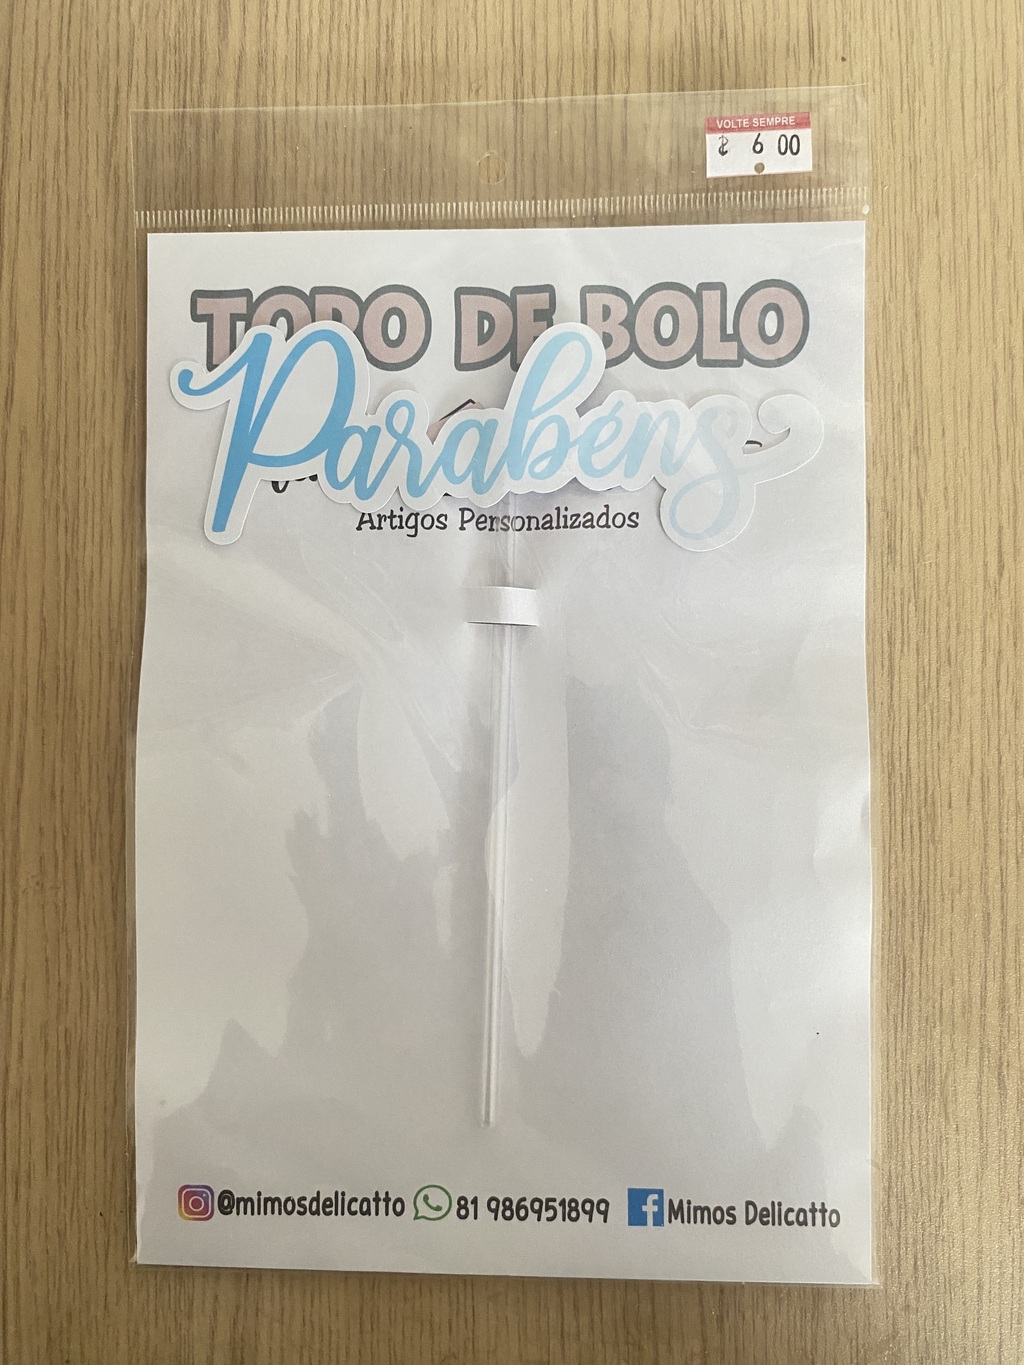 VOLTE SEMPRE
6 00
TOPO DE BOLO
Parabéns
Artigos Personalizados
@mimosdelicatto 81 986951899 Mimos Delicatto